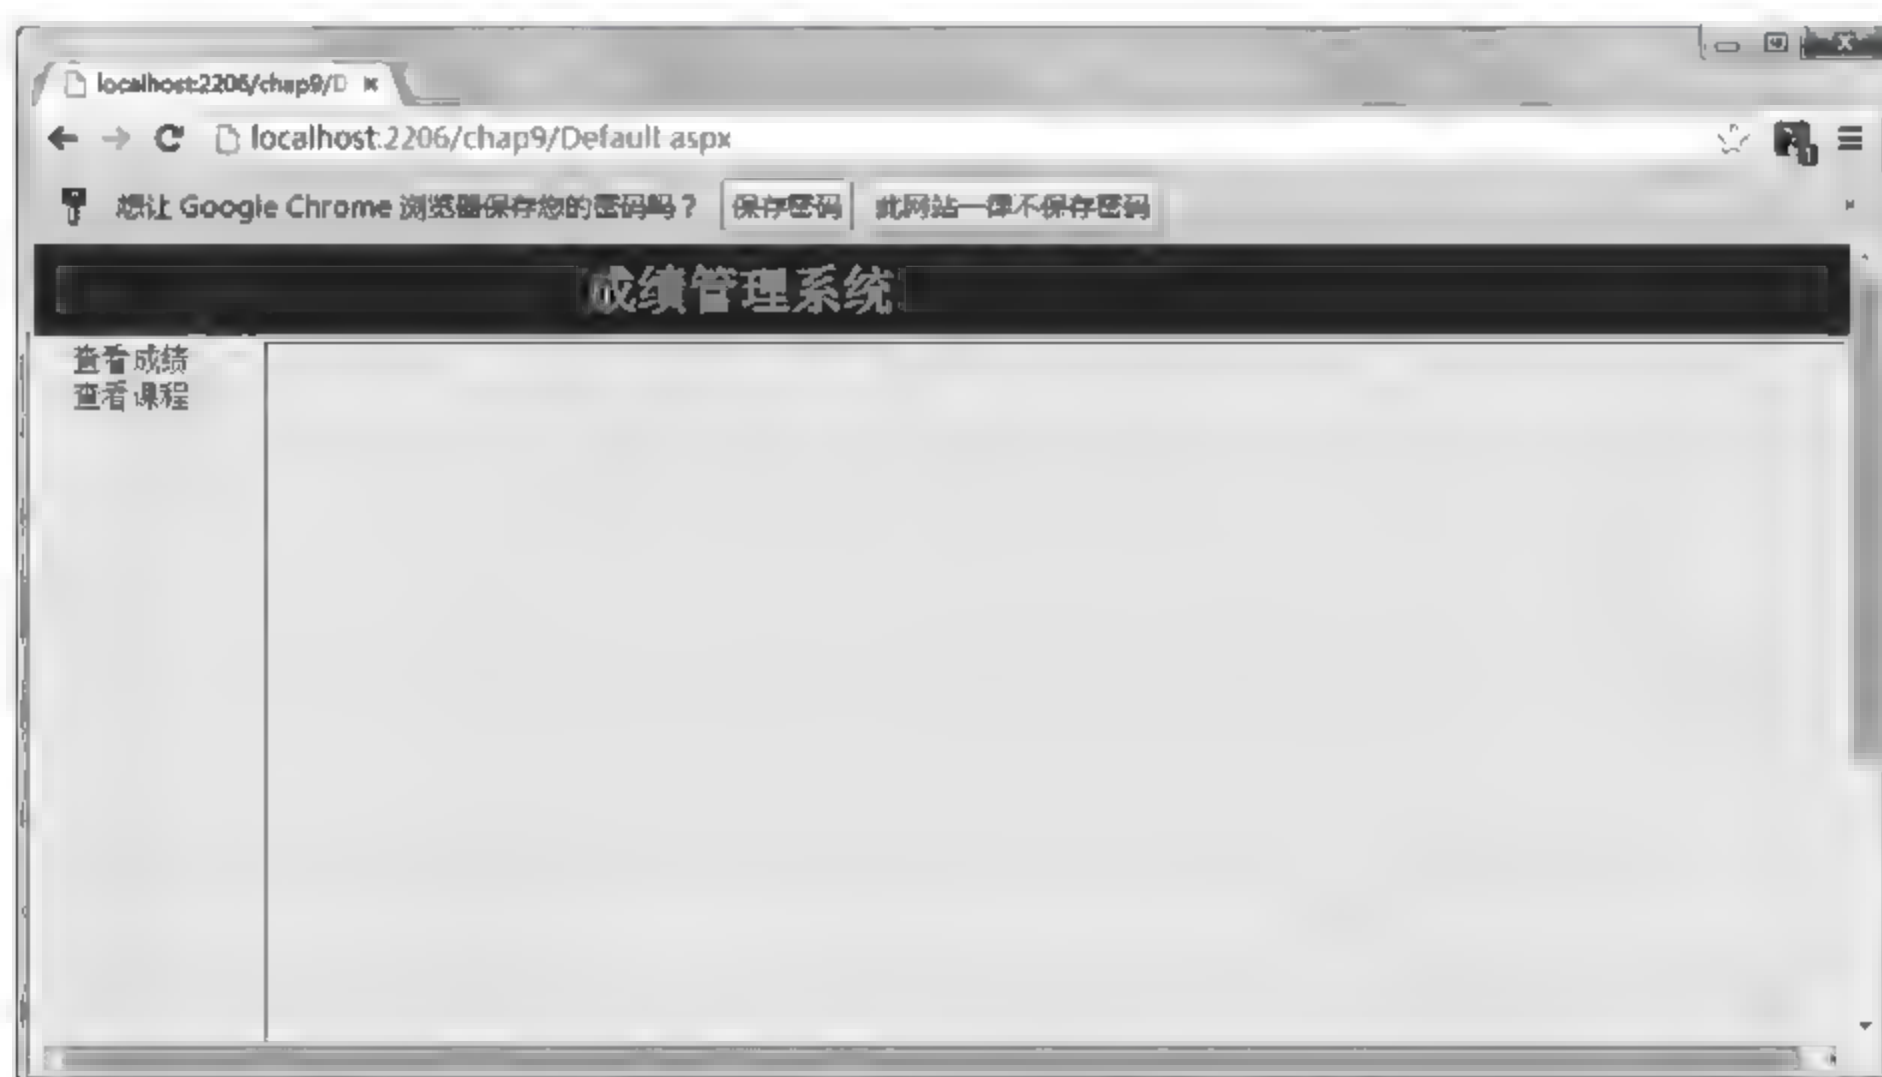 localhost:2206/chap9/D
localhost:2206/chap9/Default.aspx
想让 Google Chrome 浏览器保存您的密码吗？ 保存密码 此网站一律不保存密码
成绩管理系统
查看成绩
查看课程